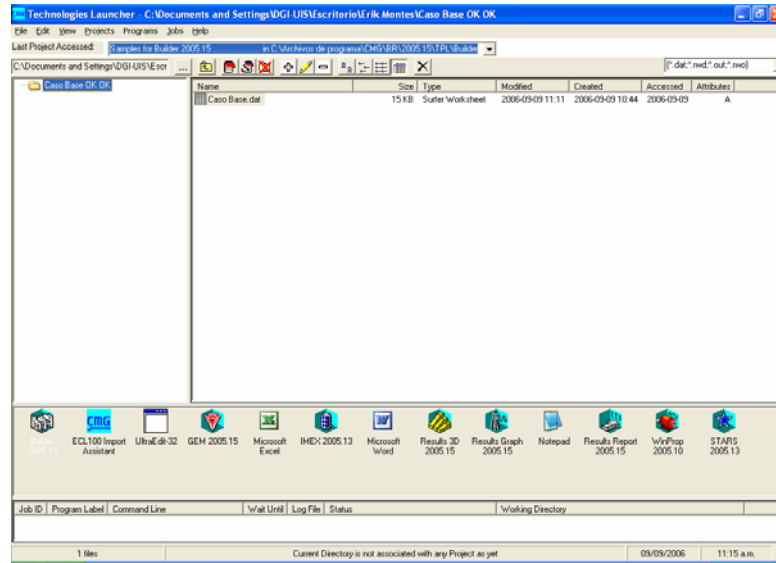 Technologies Launcher - C:\Documents and Settings\DGI-UIS\Escritorio\Erik Montes\Caso Base OK OK
File Edit View Projects Programs Jobs Help
Last Project Accessed: Samples for Builder 2005.15 in C:\Archivos de programa\CMG\BR\2005.15\TPL\Builder
C:\Documents and Settings\DGI-UIS\Escr ... (*.dat;*.rwd;*.out;*.rwo)
Caso Base OK OK
Name Size Type Modified Created Accessed Attributes
Caso Base.dat 15 KB Surfer Worksheet 2006-09-09 11:11 2006-09-09 10:44 2006-09-09 A
CMG
Builder 2005.15 ECL100 Import Assistant UltraEdit-32 GEM 2005.15 Microsoft Excel IMEX 2005.13 Microsoft Word Results 3D 2005.15 Results Graph 2005.15 Notepad Results Report 2005.15 WinProp 2005.10 STARS 2005.13
Job ID Program Label Command Line Wait Until Log File Status Working Directory
1 files Current Directory is not associated with any Project as yet 09/09/2006 11:15 a.m.